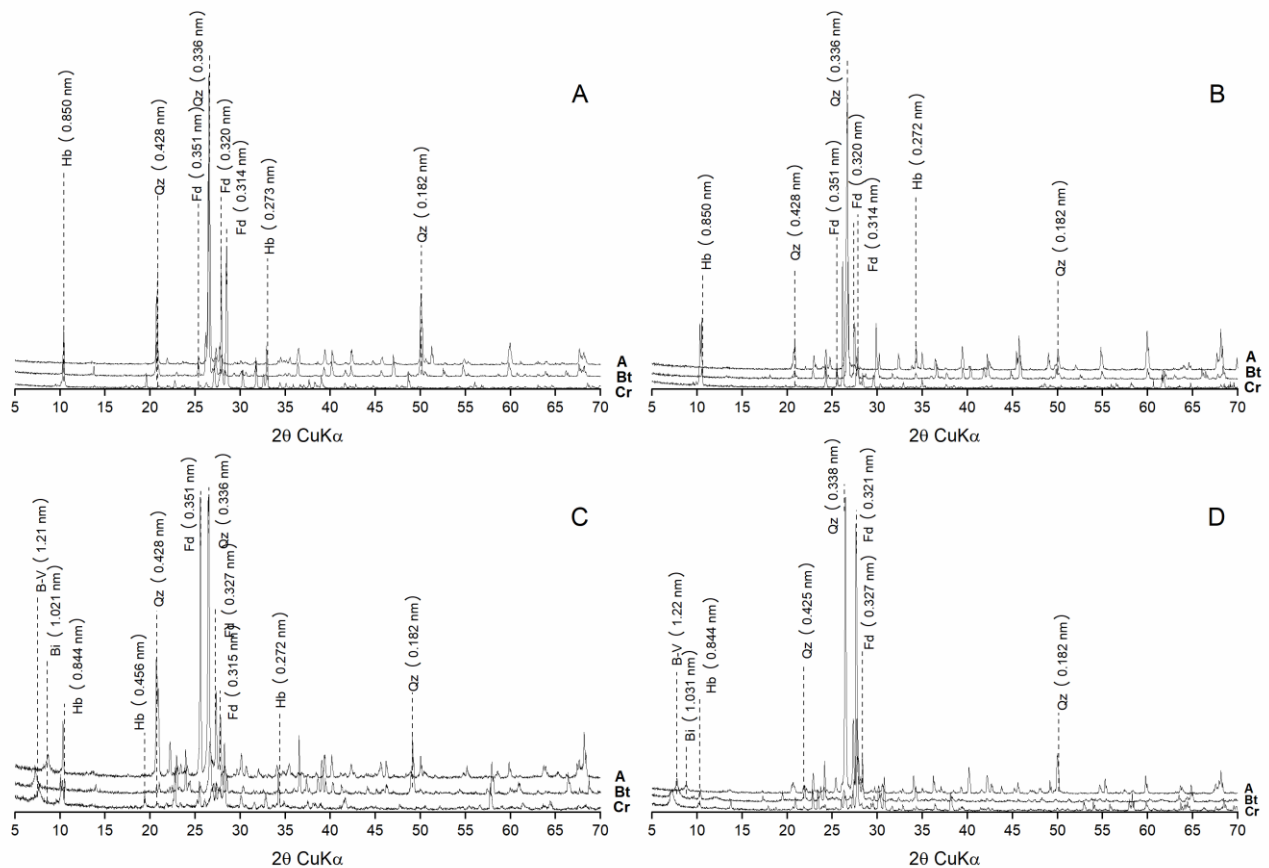 A
Hb ( 0.850 nm)
Qz ( 0.428 nm)
Fd ( 0.351 nm)
Qz ( 0.336 nm)
Fd ( 0.320 nm)
Fd ( 0.314 nm)
Hb ( 0.273 nm)
Qz ( 0.182 nm)
A
Bt
Cr
5 10 20 25 30 35 40 45 50 55 60 65 70
2θ CuKα
B
Hb ( 0.850 nm)
Qz ( 0.428 nm)
Fd ( 0.351 nm)
Qz ( 0.336 nm)
Fd ( 0.320 nm)
Fd ( 0.314 nm)
Hb ( 0.272 nm)
Qz ( 0.182 nm)
A
Bt
Cr
5 10 20 25 30 35 40 45 50 55 60 65 70
2θ CuKα
C
B-V ( 1.21 nm)
Bi ( 1.021 nm)
Hb ( 0.844 nm)
Hb ( 0.456 nm)
Qz ( 0.428 nm)
Fd ( 0.351 nm)
Qz ( 0.336 nm)
Fd ( 0.327 nm)
Fd ( 0.315 nm)
Hb ( 0.272 nm)
Qz ( 0.182 nm)
A
Bt
Cr
5 10 20 25 30 35 40 45 50 55 60 65 70
2θ CuKα
D
B-V ( 1.22 nm)
Bi ( 1.031 nm)
Hb ( 0.844 nm)
Qz ( 0.425 nm)
Qz ( 0.338 nm)
Fd ( 0.321 nm)
Fd ( 0.327 nm)
Qz ( 0.182 nm)
A
Bt
Cr
5 10 20 25 30 35 40 45 50 55 60 65 70
2θ CuKα